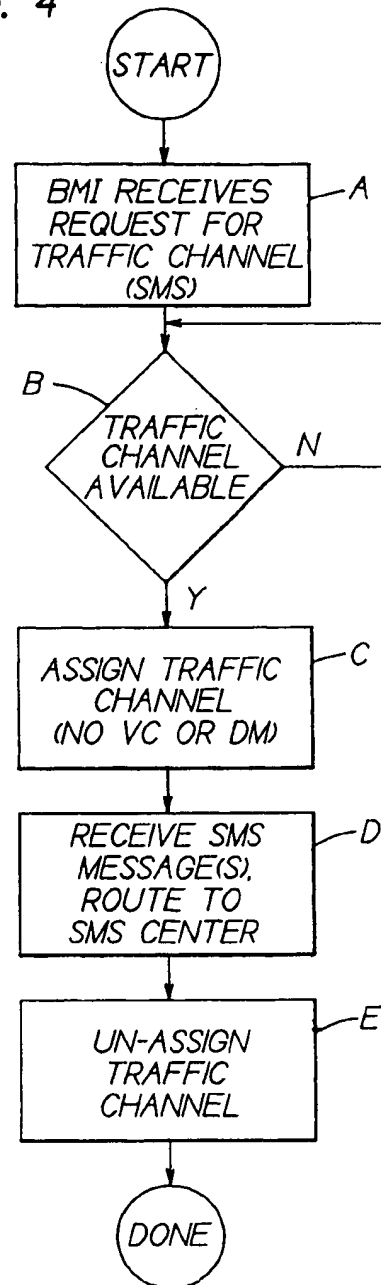 . 4
START
BMI RECEIVES
REQUEST FOR
TRAFFIC CHANNEL
(SMS)
A
B
TRAFFIC
CHANNEL
AVAILABLE
N
Y
ASSIGN TRAFFIC
CHANNEL
(NO VC OR DM)
C
RECEIVE SMS
MESSAGE(S),
ROUTE TO
SMS CENTER
D
UN-ASSIGN
TRAFFIC
CHANNEL
E
DONE